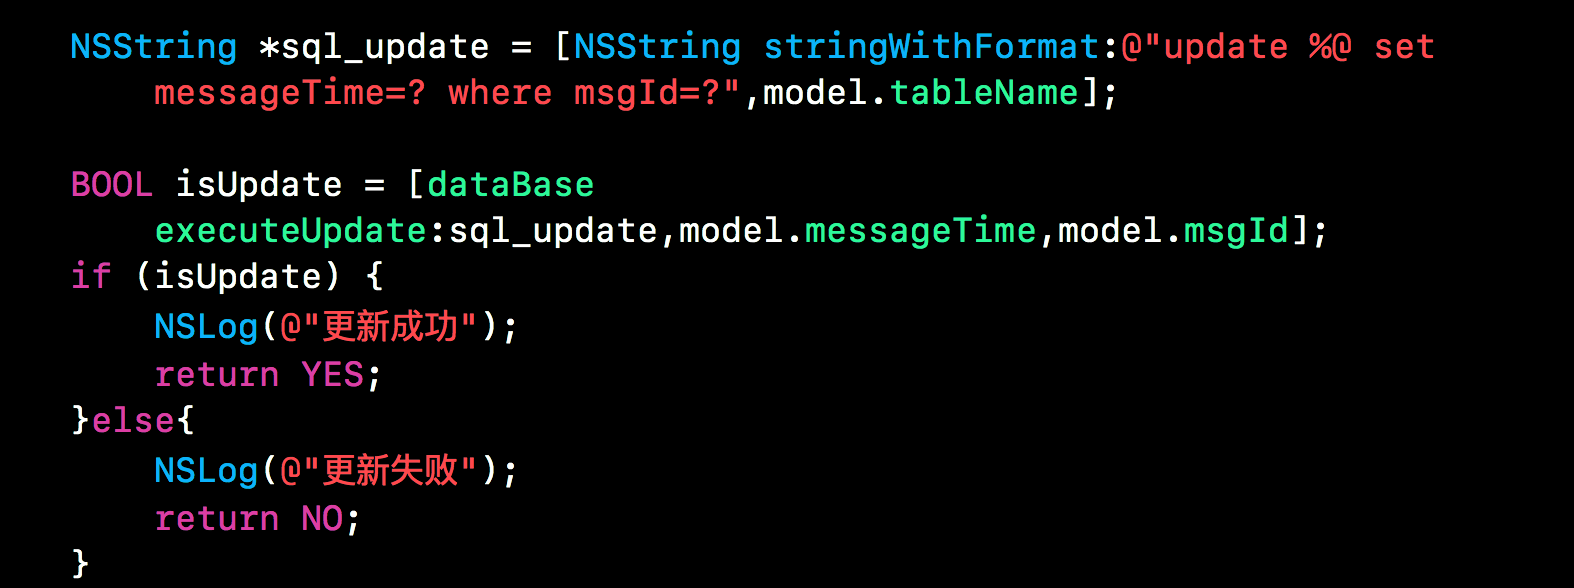 NSString *sql_update = [NSString stringWithFormat:@"update %@ set
messageTime=? where msgId=?",model.tableName];
BOOL isUpdate = [dataBase
executeUpdate:sql_update,model.messageTime,model.msgId];
if (isUpdate) {
NSLog(@"更新成功");
return YES;
}else{
NSLog(@"更新失败");
return NO;
}